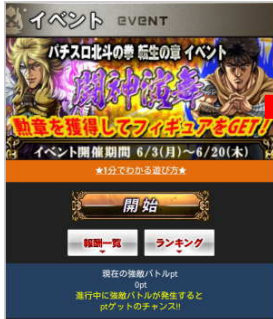 イベント EVENT
パチスロ北斗の拳 転生の章 イベント
闘神演舞
勲章を獲得してフィギュアをGET!
イベント開催期間 6/3(月)~6/20(木)
★1分でわかる遊び方★
開始
報酬一覧
ランキング
現在の強敵バトルpt
0pt
進行中に強敵バトルが発生すると
ptゲットのチャンス!!